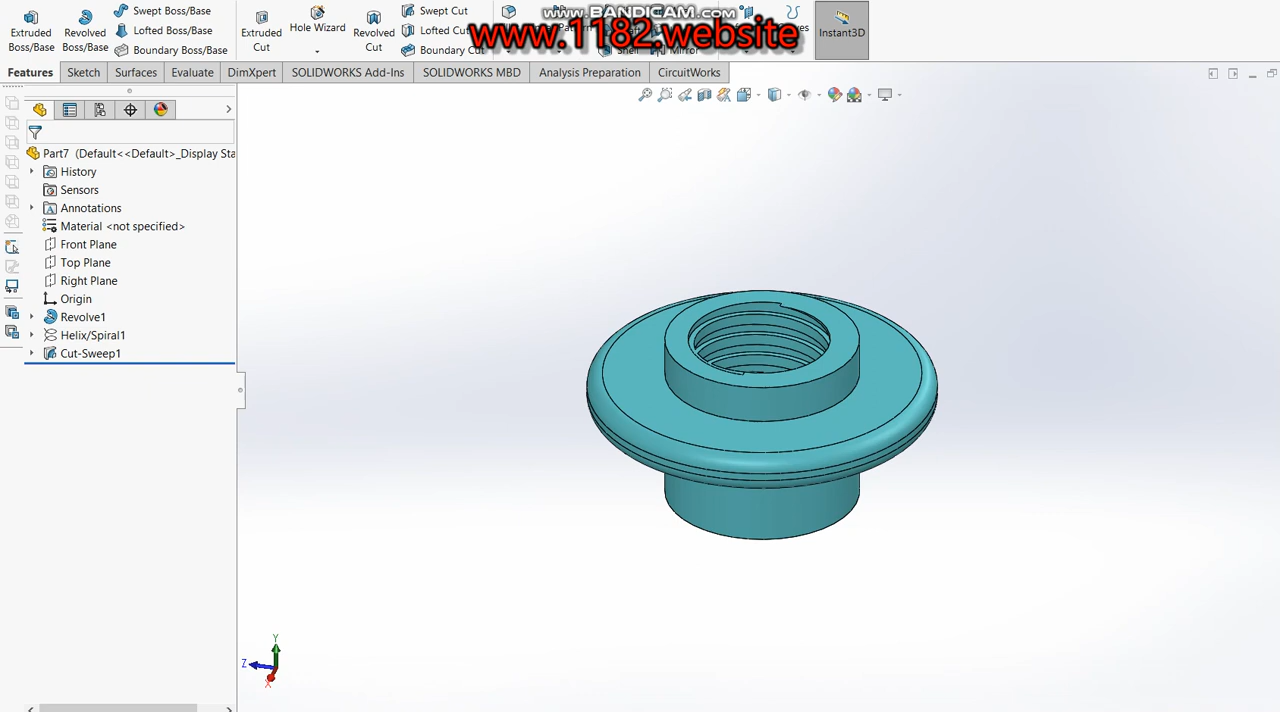 www.BANDICAM.com
www.1182.website
Extruded Boss/Base
Revolved Boss/Base
Swept Boss/Base
Lofted Boss/Base
Boundary Boss/Base
Extruded Cut
Hole Wizard
Revolved Cut
Swept Cut
Lofted Cut
Boundary Cut
Shell
Mirror
Instant3D
Features
Sketch
Surfaces
Evaluate
DimXpert
SOLIDWORKS Add-Ins
SOLIDWORKS MBD
Analysis Preparation
CircuitWorks
Part7 (Default<<Default>_Display Sta
History
Sensors
Annotations
Material <not specified>
Front Plane
Top Plane
Right Plane
Origin
Revolve1
Helix/Spiral1
Cut-Sweep1
Y
Z
X